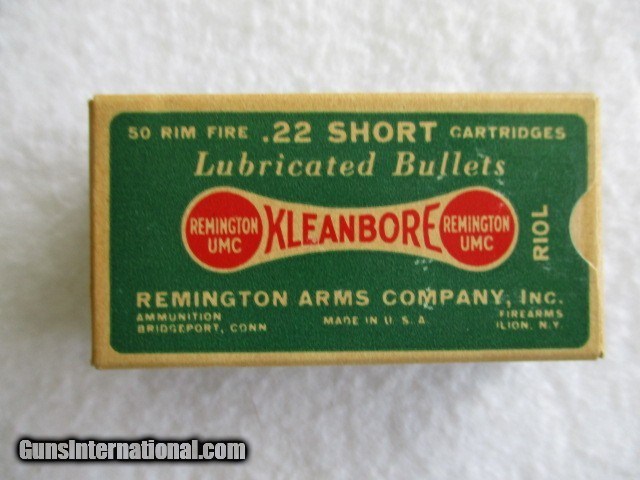 50 RIM FIRE .22 SHORT CARTRIDGES
Lubricated Bullets
REMINGTON UMC
KLEANBORE
REMINGTON UMC
R10L
REMINGTON ARMS COMPANY, INC.
AMMUNITION
BRIDGEPORT, CONN
MADE IN U.S.A.
FIREARMS
ILION, N.Y.
GunsInternational.com